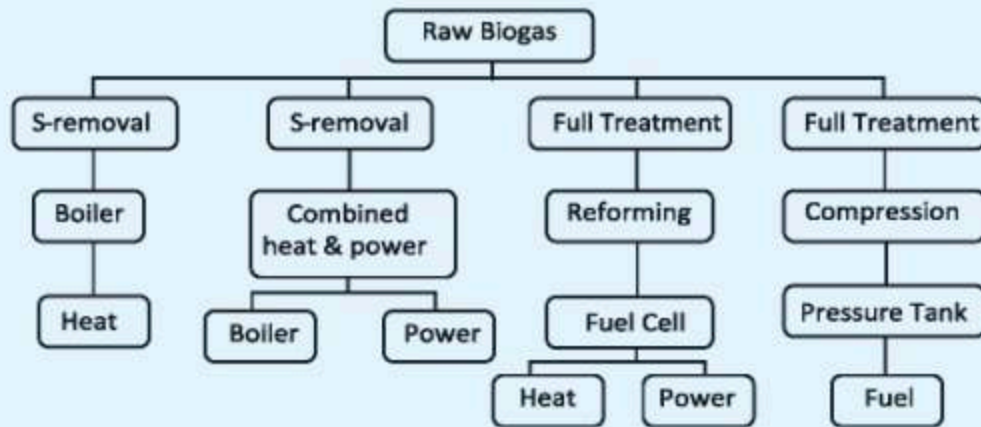 Raw Biogas
S-removal
S-removal
Full Treatment
Full Treatment
Boiler
Combined
heat & power
Reforming
Compression
Heat
Boiler
Power
Fuel Cell
Pressure Tank
Heat
Power
Fuel